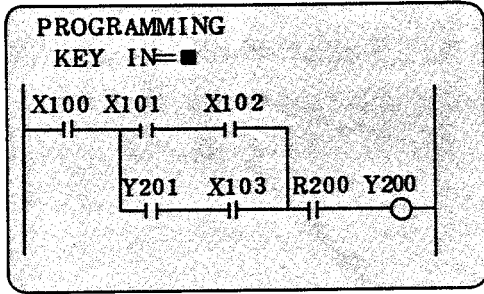 PROGRAMMING
KEY IN=■
X100 X101 X102
Y201 X103 R200 Y200